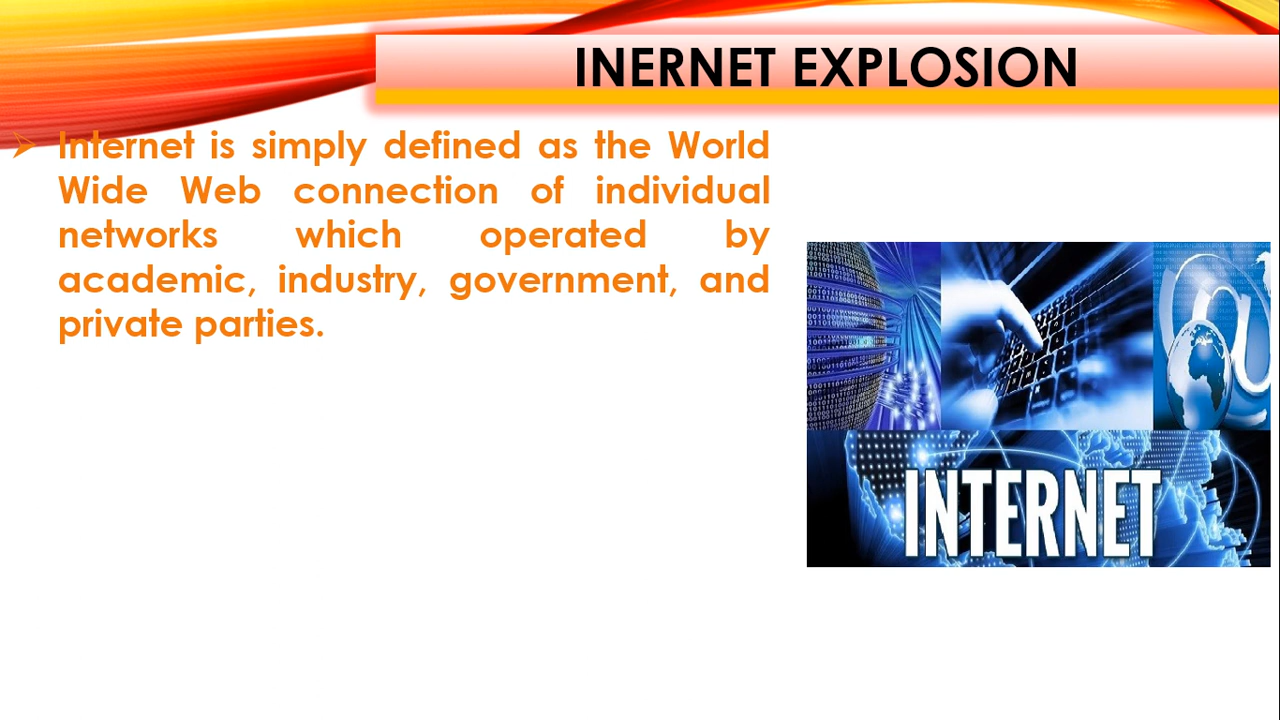 INERNET EXPLOSION
Internet is simply defined as the World
Wide Web connection of individual
networks which operated by
academic, industry, government, and
private parties.
INTERNET